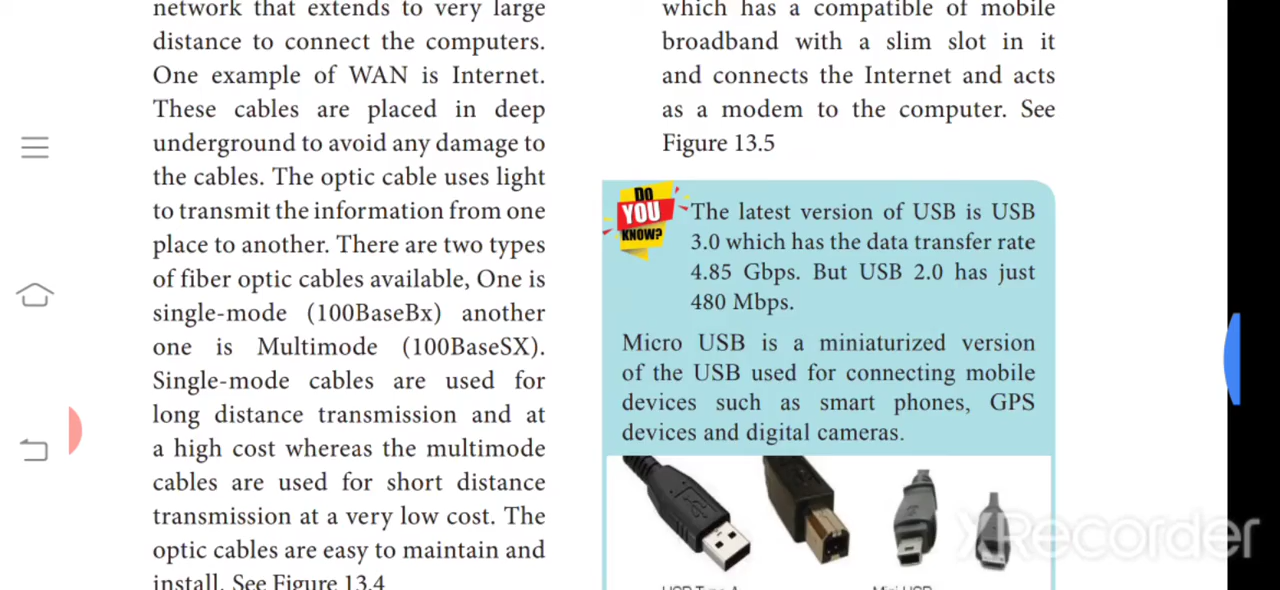 network that extends to very large
distance to connect the computers.
One example of WAN is Internet.
These cables are placed in deep
underground to avoid any damage to
the cables. The optic cable uses light
to transmit the information from one
place to another. There are two types
of fiber optic cables available, One is
single-mode (100BaseBx) another
one is Multimode (100BaseSX).
Single-mode cables are used for
long distance transmission and at
a high cost whereas the multimode
cables are used for short distance
transmission at a very low cost. The
optic cables are easy to maintain and
install. See Figure 13.4
which has a compatible of mobile
broadband with a slim slot in it
and connects the Internet and acts
as a modem to the computer. See
Figure 13.5
DO
YOU
KNOW?
The latest version of USB is USB
3.0 which has the data transfer rate
4.85 Gbps. But USB 2.0 has just
480 Mbps.
Micro USB is a miniaturized version
of the USB used for connecting mobile
devices such as smart phones, GPS
devices and digital cameras.
USB Type A
Mini USB
XRecorder